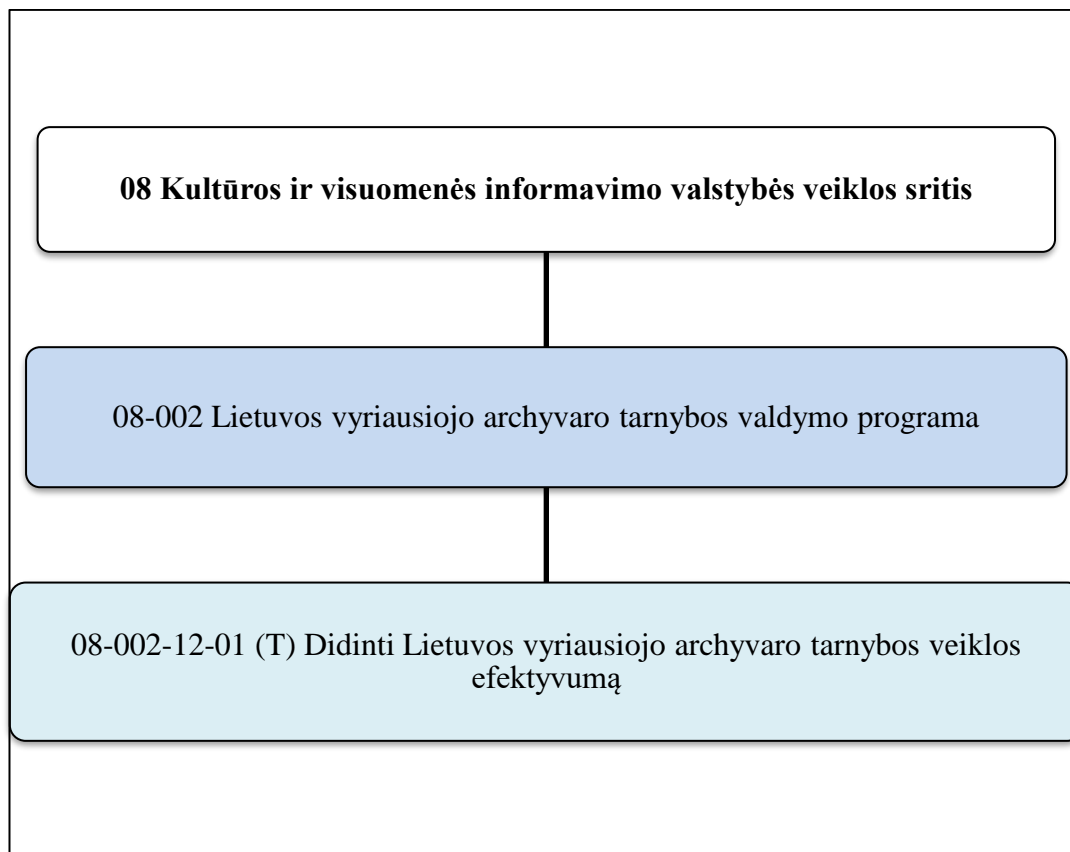 08 Kultūros ir visuomenės informavimo valstybės veiklos sritis
08-002 Lietuvos vyriausiojo archyvaro tarnybos valdymo programa
08-002-12-01 (T) Didinti Lietuvos vyriausiojo archyvaro tarnybos veiklos
efektyvumą